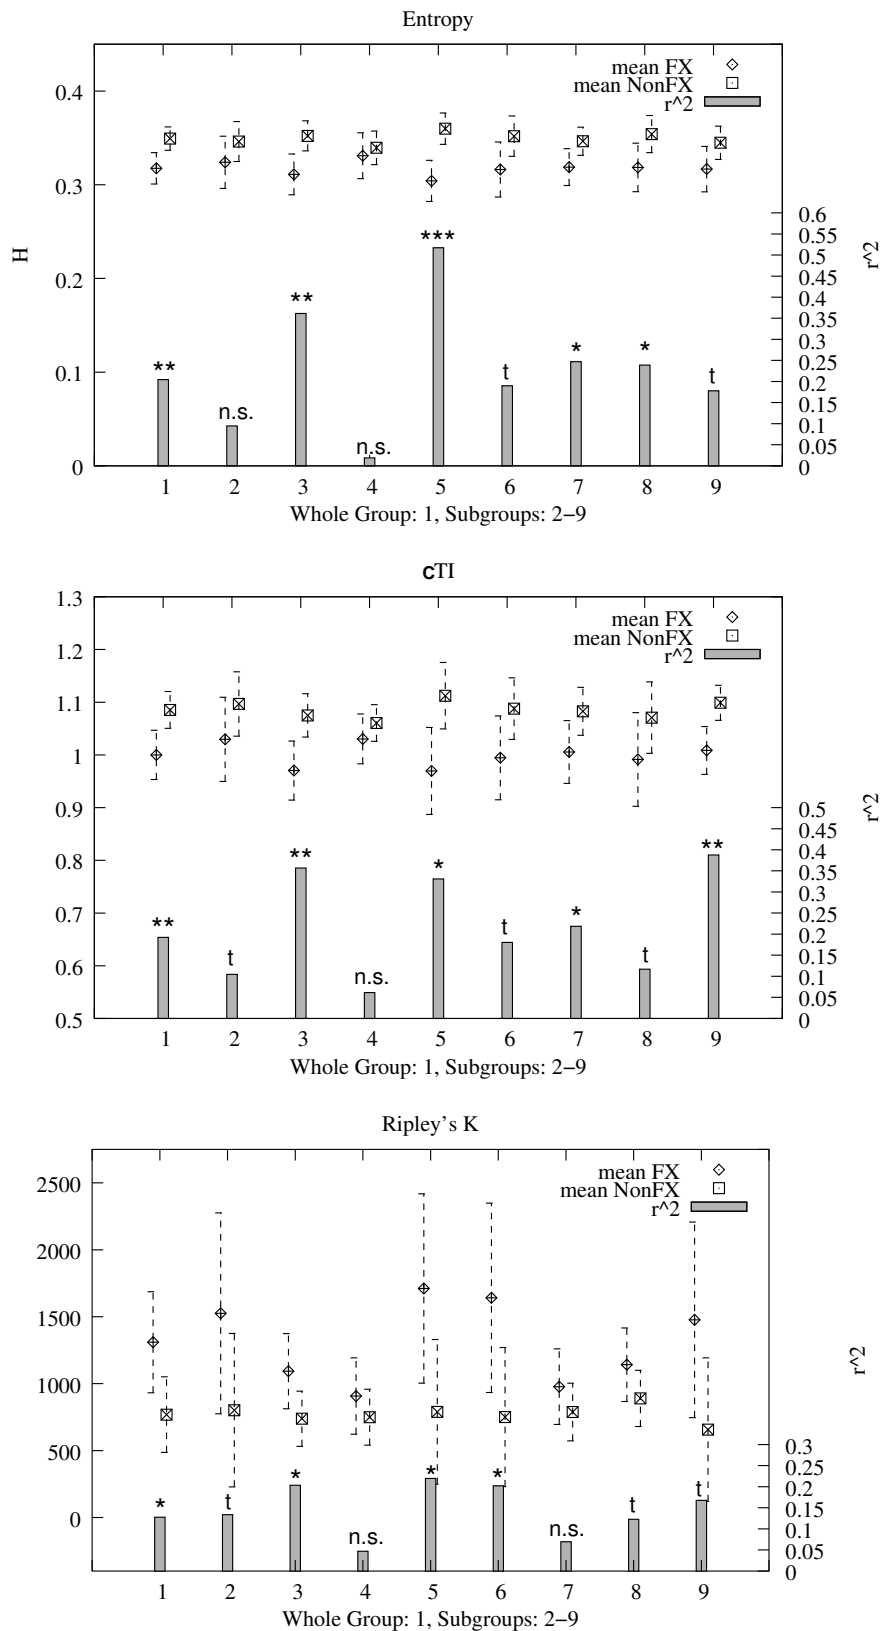 Entropy
mean FX
mean NonFX
r^2
0.4
0.3
0.2
0.1
0
H
0.6
0.55
0.5
0.45
0.4
0.35
0.3
0.25
0.2
0.15
0.1
0.05
0
r^2
** n.s. ** n.s. *** t * * t
1 2 3 4 5 6 7 8 9
Whole Group: 1, Subgroups: 2−9
cTI
mean FX
mean NonFX
r^2
1.3
1.2
1.1
1
0.9
0.8
0.7
0.6
0.5
0.5
0.45
0.4
0.35
0.3
0.25
0.2
0.15
0.1
0.05
0
r^2
** t ** n.s. * t * t **
1 2 3 4 5 6 7 8 9
Whole Group: 1, Subgroups: 2−9
Ripley's K
mean FX
mean NonFX
r^2
2500
2000
1500
1000
500
0
0.3
0.25
0.2
0.15
0.1
0.05
0
r^2
* t * n.s. * * n.s. t t
1 2 3 4 5 6 7 8 9
Whole Group: 1, Subgroups: 2−9